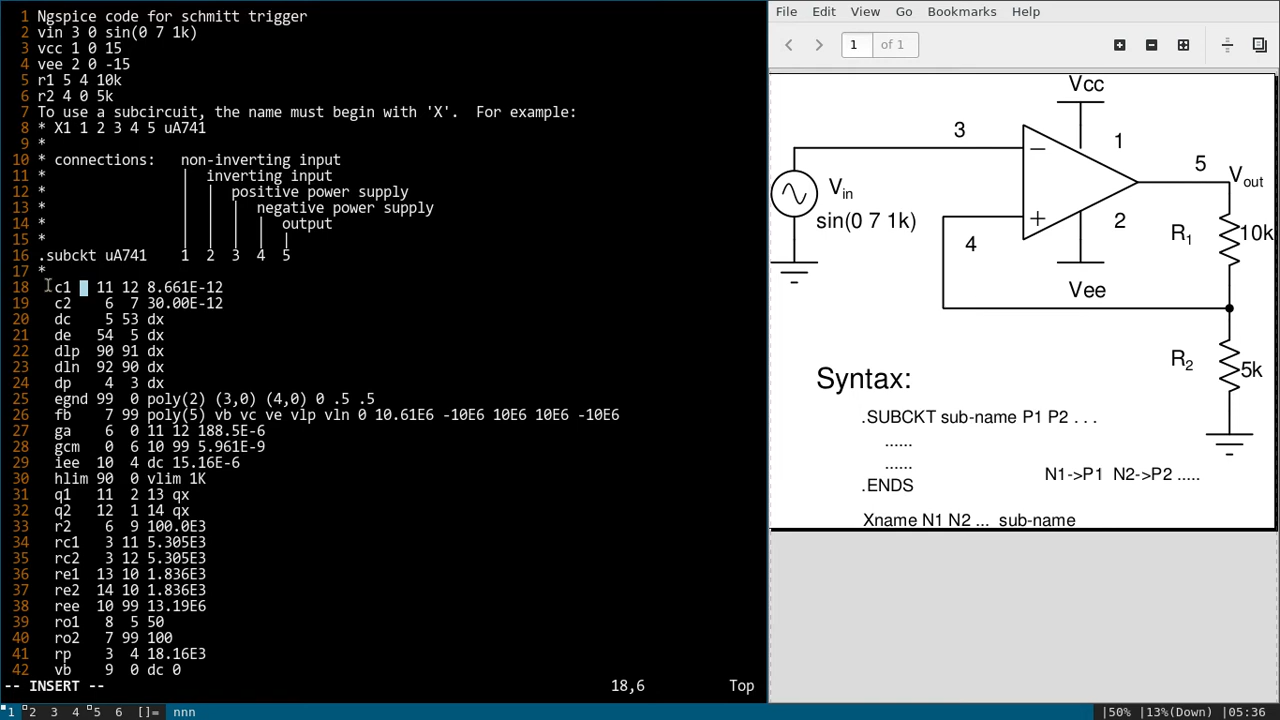 1 Ngspice code for schmitt trigger
2 vin 3 0 sin(0 7 1k)
3 vcc 1 0 15
4 vee 2 0 -15
5 r1 5 4 10k
6 r2 4 0 5k
7 To use a subcircuit, the name must begin with 'X'.  For example:
8 * X1 1 2 3 4 5 uA741
9 *
10 * connections:   non-inverting input
11 *                 |  inverting input
12 *                 |  |  positive power supply
13 *                 |  |  |  negative power supply
14 *                 |  |  |  |  output
15 *                 |  |  |  |  |
16 .subckt uA741    1  2  3  4  5
17 *
18   c1   11 12 8.661E-12
19   c2    6  7 30.00E-12
20   dc    5 53 dx
21   de   54  5 dx
22   dlp  90 91 dx
23   dln  92 90 dx
24   dp    4  3 dx
25   egnd 99  0 poly(2) (3,0) (4,0) 0 .5 .5
26   fb    7 99 poly(5) vb vc ve vlp vln 0 10.61E6 -10E6 10E6 10E6 -10E6
27   ga    6  0 11 12 188.5E-6
28   gcm   0  6 10 99 5.961E-9
29   iee  10  4 dc 15.16E-6
30   hlim 90  0 vlim 1K
31   q1   11  2 13 qx
32   q2   12  1 14 qx
33   r2    6  9 100.0E3
34   rc1   3 11 5.305E3
35   rc2   3 12 5.305E3
36   re1  13 10 1.836E3
37   re2  14 10 1.836E3
38   ree  10 99 13.19E6
39   ro1   8  5 50
40   ro2   7 99 100
41   rp    3  4 18.16E3
42   vb    9  0 dc 0
-- INSERT --                18,6          Top
1 2 3 4 5 6 []= nnn
File Edit View Go Bookmarks Help
1 of 1
Vcc
3
1
5
Vout
Vin
sin(0 7 1k)
−
+
4
2
R1
10k
Vee
R2
5k
Syntax:
.SUBCKT sub-name P1 P2 . . .
......
......
N1->P1  N2->P2 .....
.ENDS
Xname N1 N2 ...  sub-name
|50% |13%(Down) |05:36